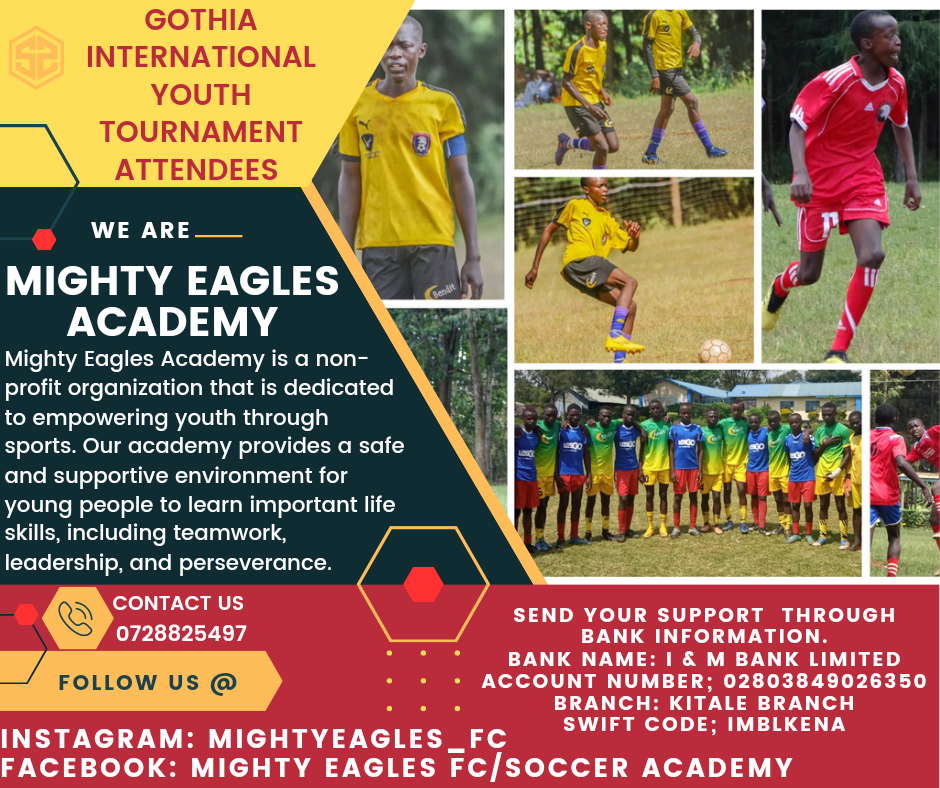 GOTHIA
INTERNATIONAL
YOUTH
TOURNAMENT
ATTENDEES
WE ARE
MIGHTY EAGLES
ACADEMY
Mighty Eagles Academy is a non-
profit organization that is dedicated
to empowering youth through
sports. Our academy provides a safe
and supportive environment for
young people to learn important life
skills, including teamwork,
leadership, and perseverance.
CONTACT US
0728825497
FOLLOW US @
INSTAGRAM: MIGHTYEAGLES_FC
FACEBOOK: MIGHTY EAGLES FC/SOCCER ACADEMY
SEND YOUR SUPPORT THROUGH
BANK INFORMATION.
BANK NAME: I & M BANK LIMITED
ACCOUNT NUMBER; 02803849026350
BRANCH: KITALE BRANCH
SWIFT CODE; IMBLKENA
SendIt
11